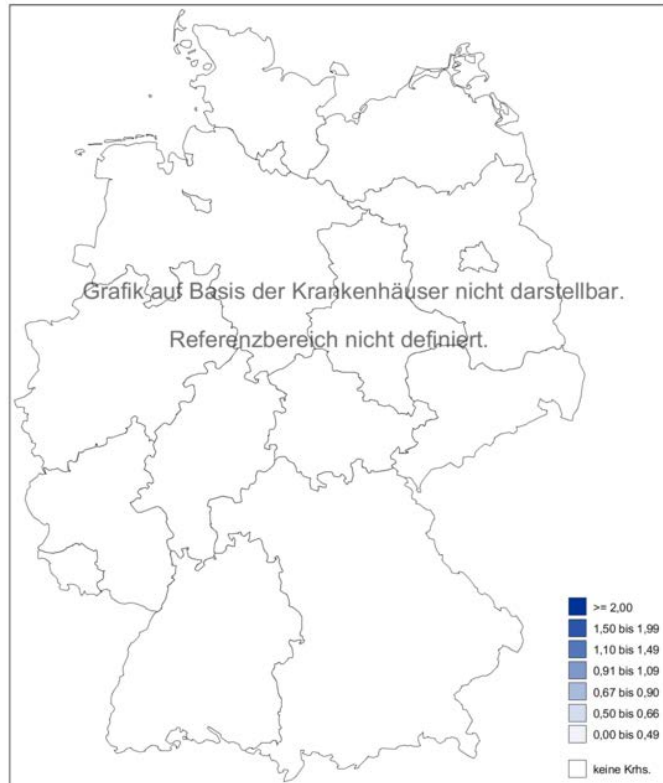 Grafik auf Basis der Krankenhäuser nicht darstellbar.
Referenzbereich nicht definiert.
>= 2,00
1,50 bis 1,99
1,10 bis 1,49
0,91 bis 1,09
0,67 bis 0,90
0,50 bis 0,66
0,00 bis 0,49
keine Krhs.